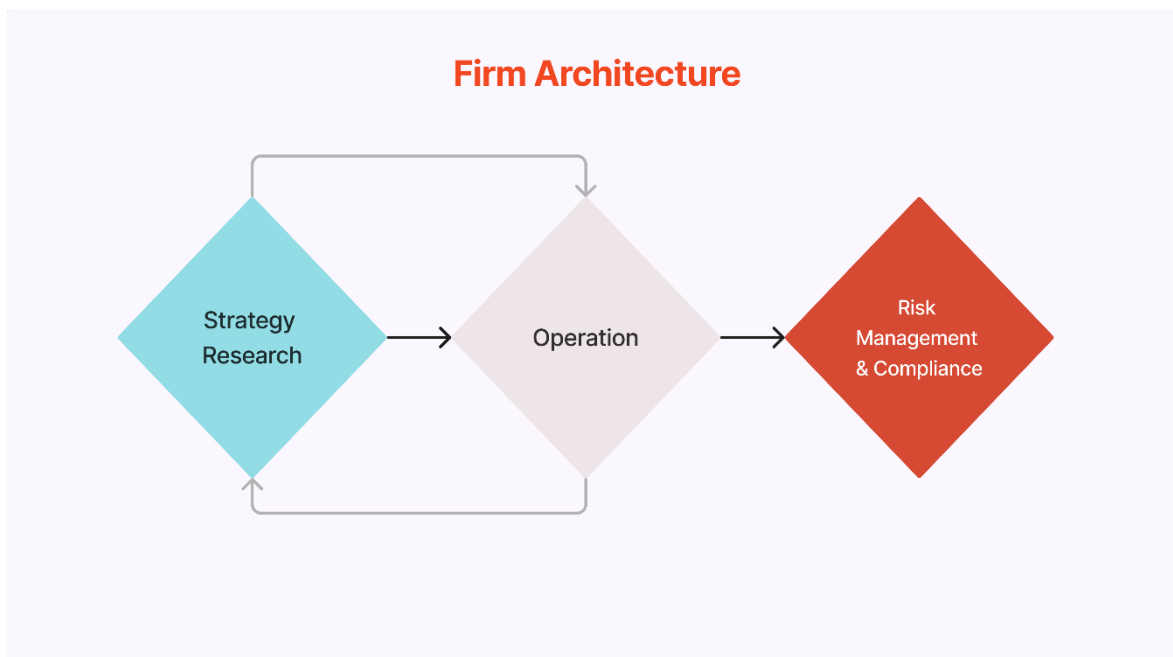 Firm Architecture
Strategy
Research
Operation
Risk
Management
& Compliance